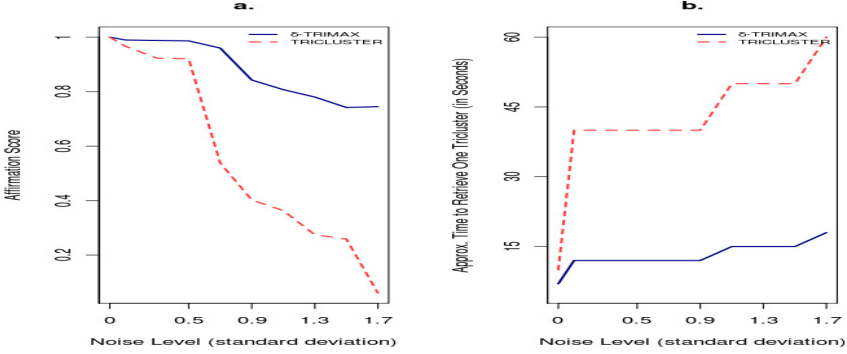 a.
δ-TRIMAX
TRICLUSTER
Affirmation Score
1
0.8
0.6
0.4
0.2
0
0.5
0.9
1.3
1.7
Noise Level (standard deviation)
b.
δ-TRIMAX
TRICLUSTER
Approx. Time to Retrieve One Tricluster (in Seconds)
60
45
30
15
0
0.5
0.9
1.3
1.7
Noise Level (standard deviation)